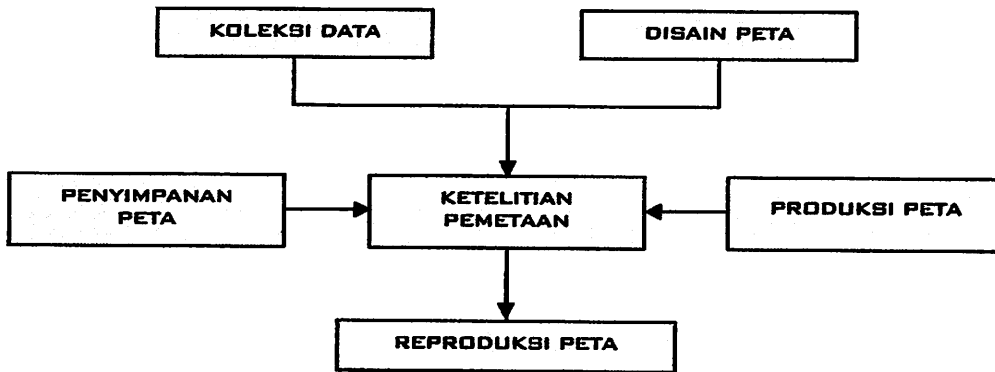 KOLEKSI DATA
DISAIN PETA
PENYIMPANAN
PETA
KETELITIAN
PEMETAAN
PRODUKSI PETA
REPRODUKSI PETA